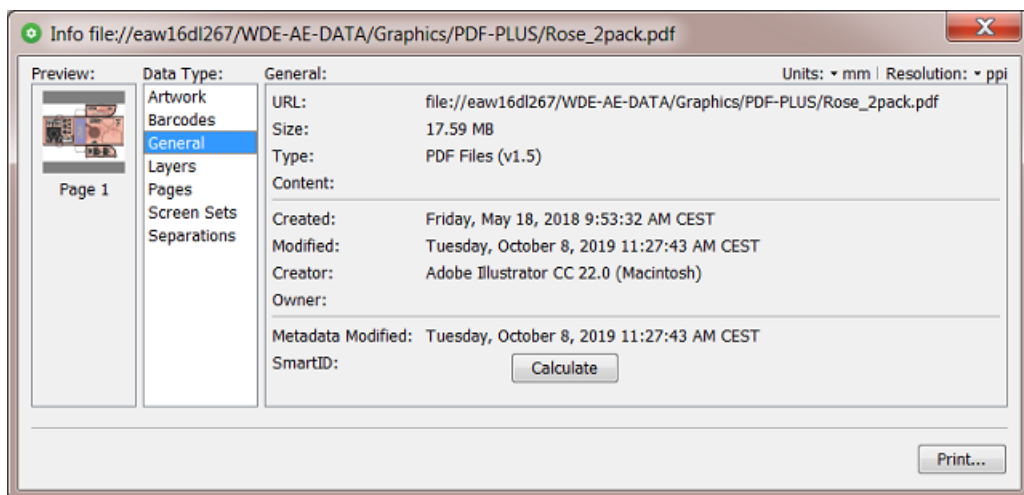 Info file://eaw16dl267/WDE-AE-DATA/Graphics/PDF-PLUS/Rose_2pack.pdf
Preview:
Page 1
Data Type:
Artwork
Barcodes
General
Layers
Pages
Screen Sets
Separations
General:
Units: mm | Resolution: ppi
URL: file://eaw16dl267/WDE-AE-DATA/Graphics/PDF-PLUS/Rose_2pack.pdf
Size: 17.59 MB
Type: PDF Files (v1.5)
Content:
Created: Friday, May 18, 2018 9:53:32 AM CEST
Modified: Tuesday, October 8, 2019 11:27:43 AM CEST
Creator: Adobe Illustrator CC 22.0 (Macintosh)
Owner:
Metadata Modified: Tuesday, October 8, 2019 11:27:43 AM CEST
SmartID: Calculate
Print...